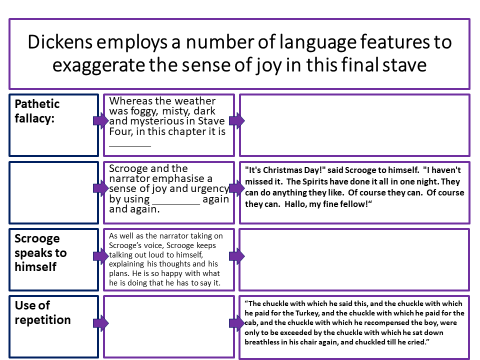 Dickens employs a number of language features to
exaggerate the sense of joy in this final stave
Pathetic
fallacy:
Whereas the weather
was foggy, misty, dark
and mysterious in Stave
Four, in this chapter it is
________
Scrooge and the
narrator emphasise a
sense of joy and urgency
by using ________ again
and again.
"It's Christmas Day!" said Scrooge to himself. "I haven't
missed it. The Spirits have done it all in one night. They
can do anything they like. Of course they can. Of course
they can. Hallo, my fine fellow!"
Scrooge
speaks to
himself
As well as the narrator taking on
Scrooge's voice, Scrooge keeps
talking out loud to himself,
explaining his thoughts and his
plans. He is so happy with what
he is doing that he has to say it.
Use of
repetition
"The chuckle with which he said this, and the chuckle with which
he paid for the Turkey, and the chuckle with which he paid for the
cab, and the chuckle with which he recompensed the boy, were
only to be exceeded by the chuckle with which he sat down
breathless in his chair again, and chuckled till he cried."